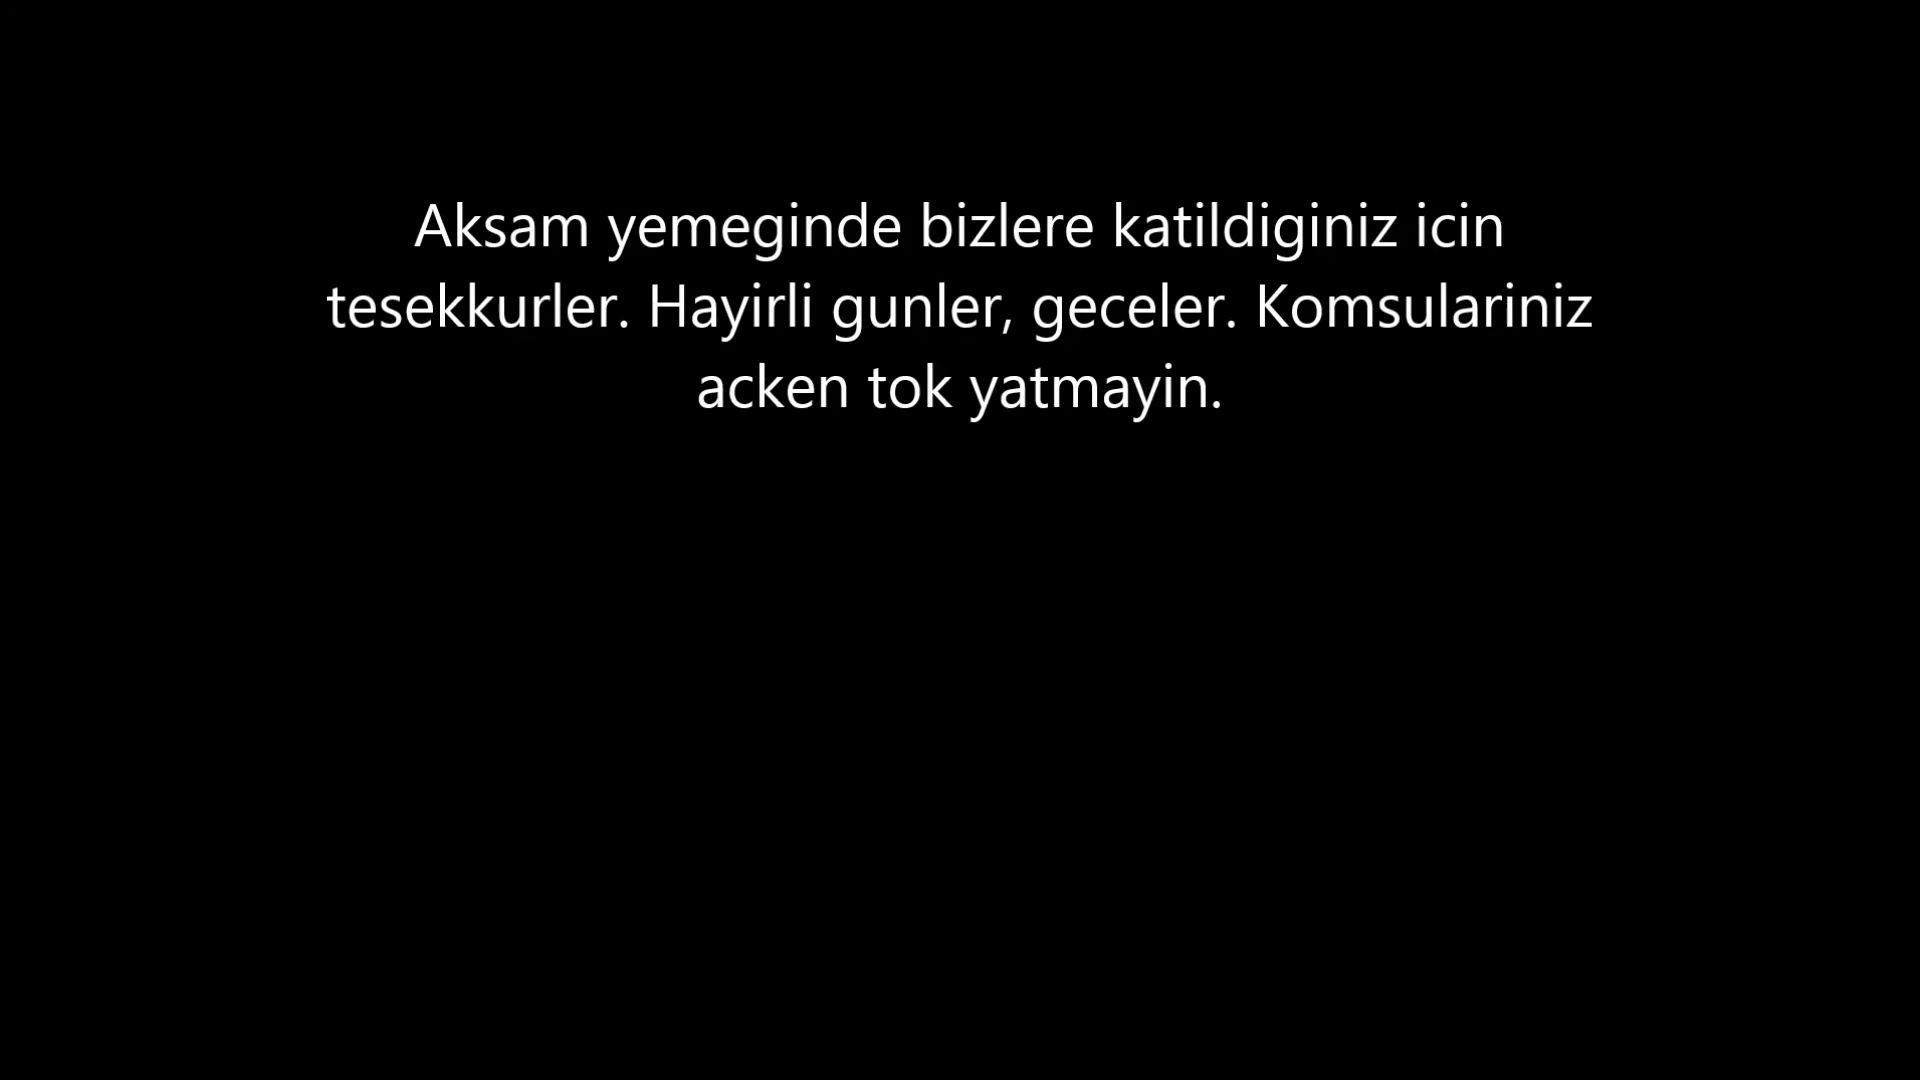 Aksam yemeginde bizlere katildiginiz icin
tesekkurler. Hayirli gunler, geceler. Komsulariniz
acken tok yatmayin.